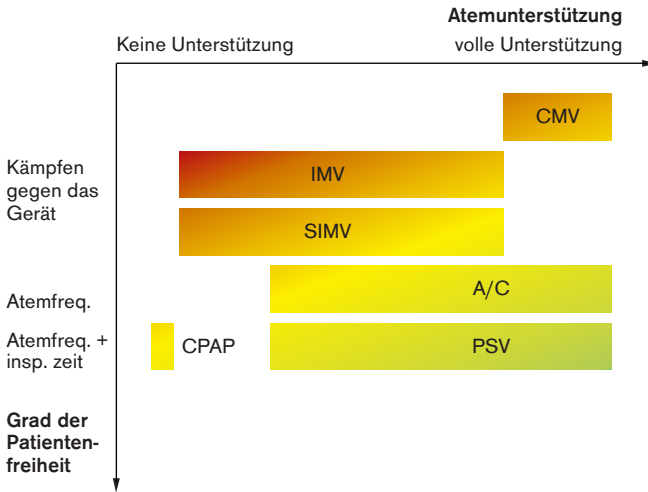 Atemunterstützung
Keine Unterstützung
volle Unterstützung
CMV
Kämpfen
gegen das
Gerät
IMV
SIMV
Atemfreq.
A/C
Atemfreq. +
insp. zeit
CPAP
PSV
Grad der
Patienten-
freiheit